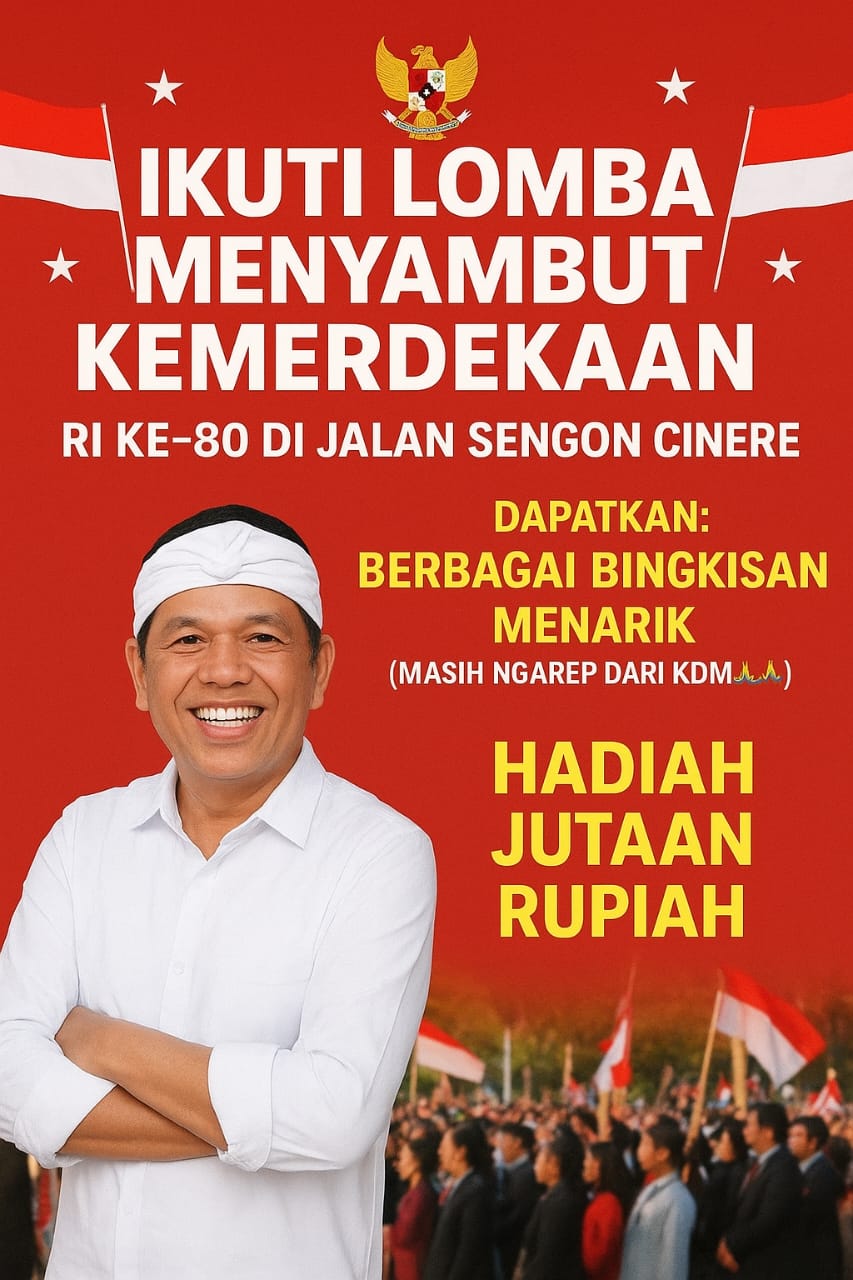 IKUTI LOMBA
MENYAMBUT
KEMERDEKAAN
RI KE-80 DI JALAN SENGON CINERE
DAPATKAN:
BERBAGAI BINGKISAN
MENARIK
(MASIH NGAREP DARI KDM🙏🙏)
HADIAH
JUTAAN
RUPIAH